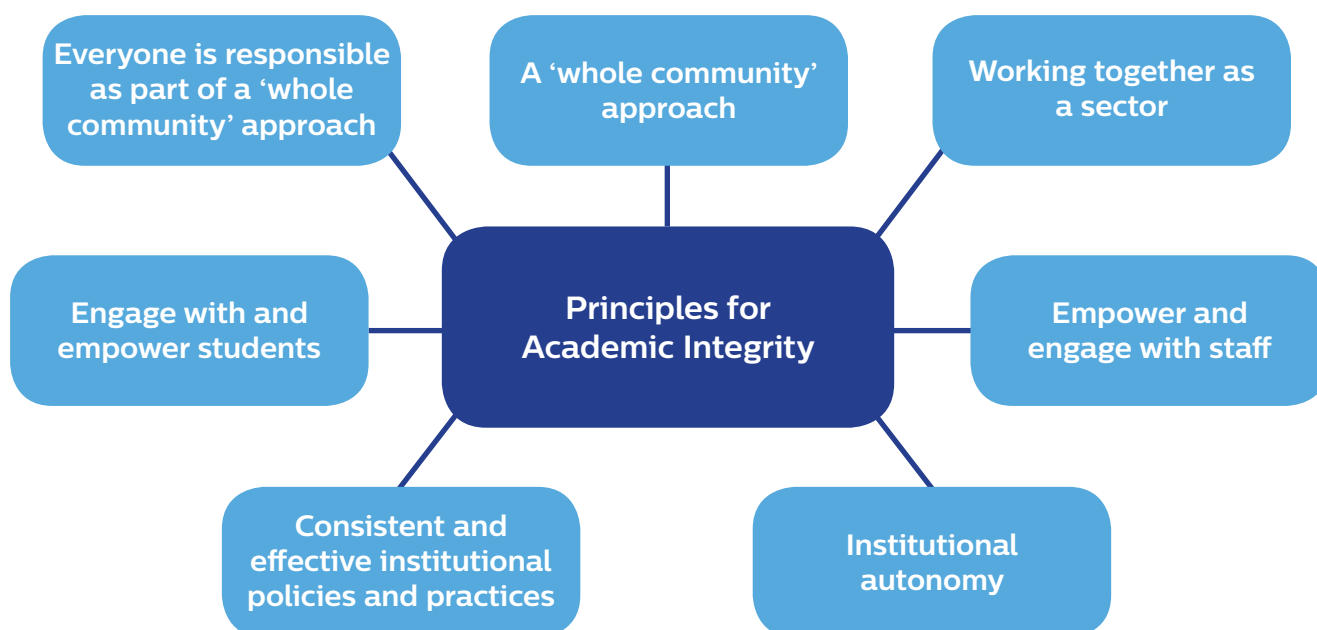 Everyone is responsible
as part of a ‘whole
community’ approach
A ‘whole community’
approach
Working together as
a sector
Engage with and
empower students
Principles for
Academic Integrity
Empower and
engage with staff
Consistent and
effective institutional
policies and practices
Institutional
autonomy